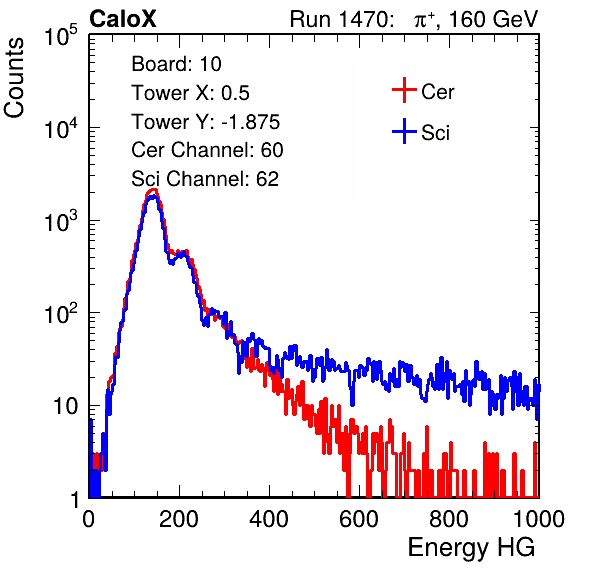 CaloX Run 1470: π⁺, 160 GeV
Counts
Board: 10
Tower X: 0.5
Tower Y: -1.875
Cer Channel: 60
Sci Channel: 62
Cer
Sci
10⁵
10⁴
10³
10²
10
1
0 200 400 600 800 1000
Energy HG